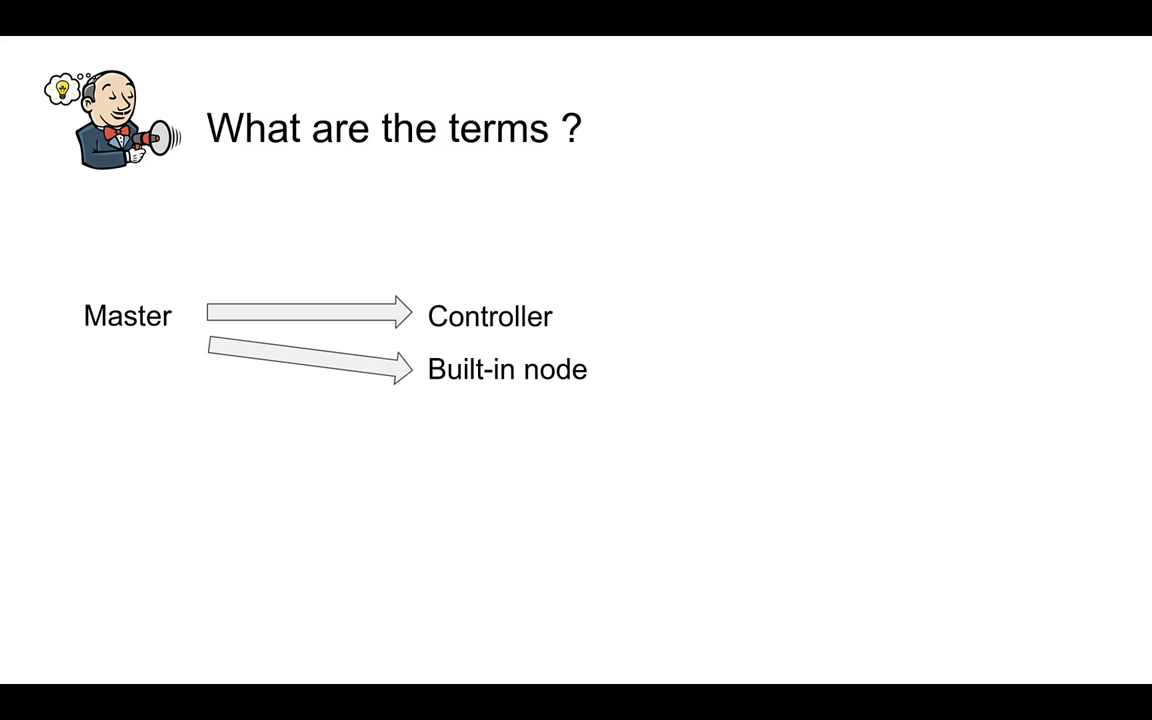 What are the terms ?
Master
Controller
Built-in node